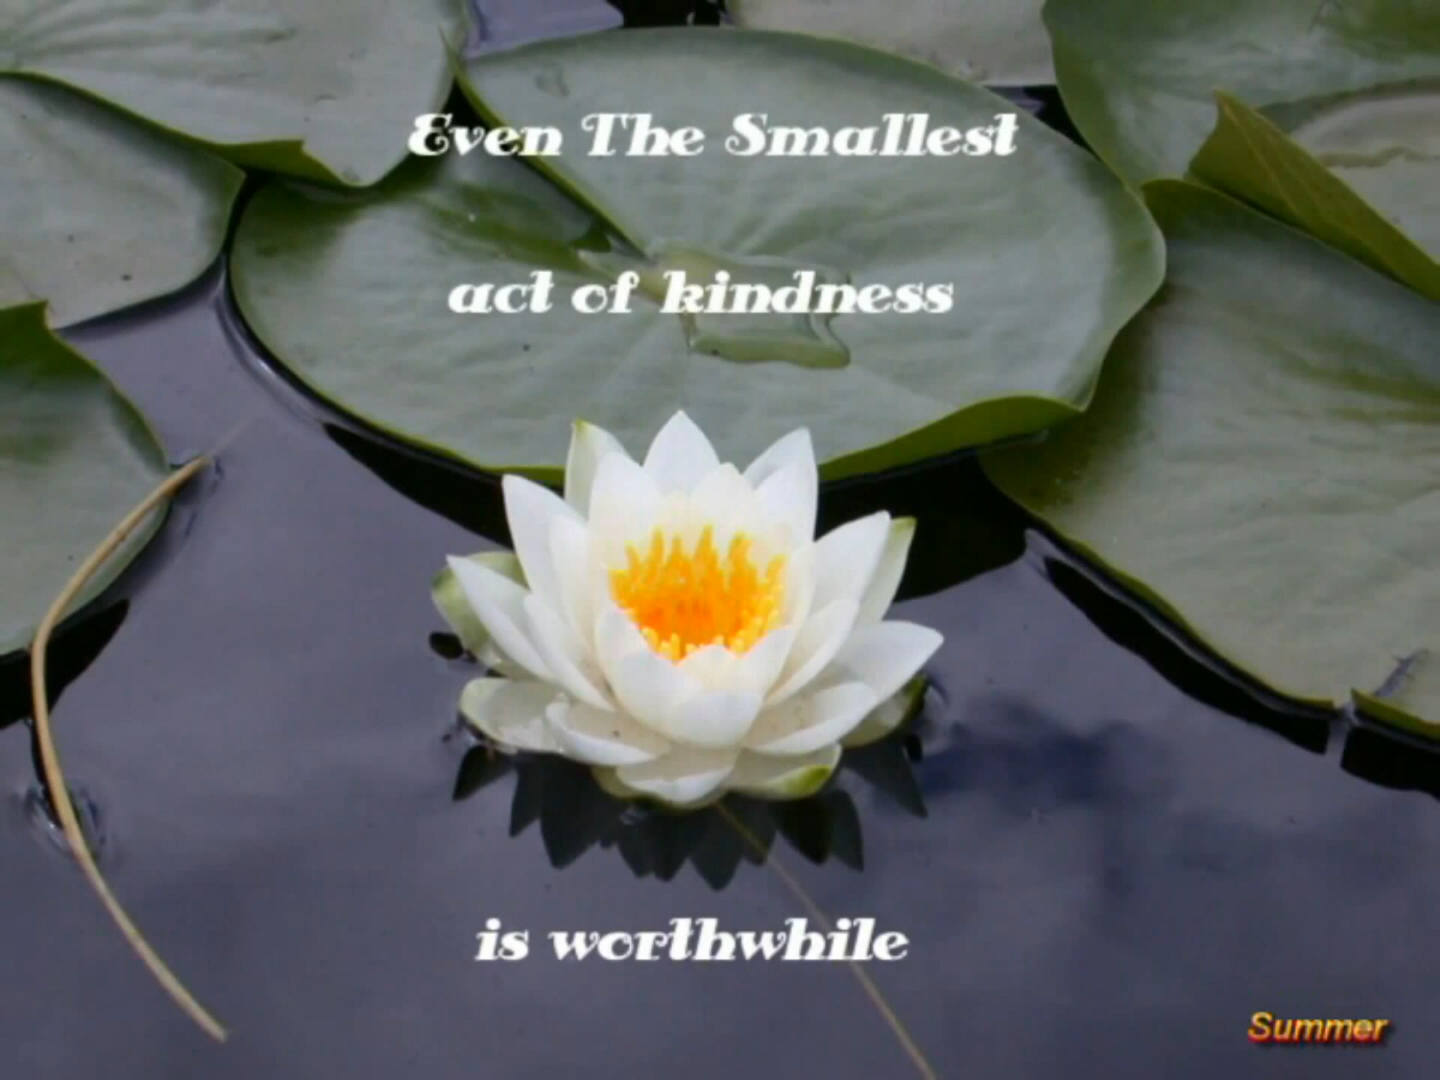 Even The Smallest
act of kindness
is worthwhile
Summer